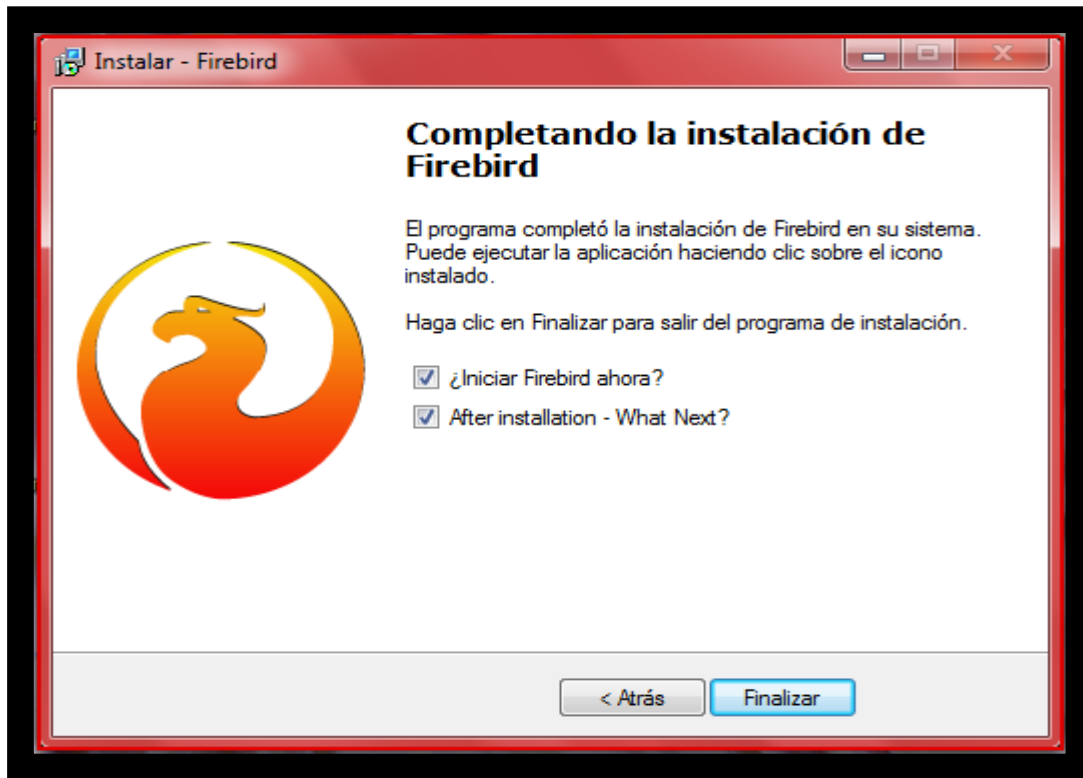 Instalar - Firebird
Completando la instalación de
Firebird
El programa completó la instalación de Firebird en su sistema.
Puede ejecutar la aplicación haciendo clic sobre el icono
instalado.
Haga clic en Finalizar para salir del programa de instalación.
¿Iniciar Firebird ahora?
After installation - What Next?
< Atrás
Finalizar